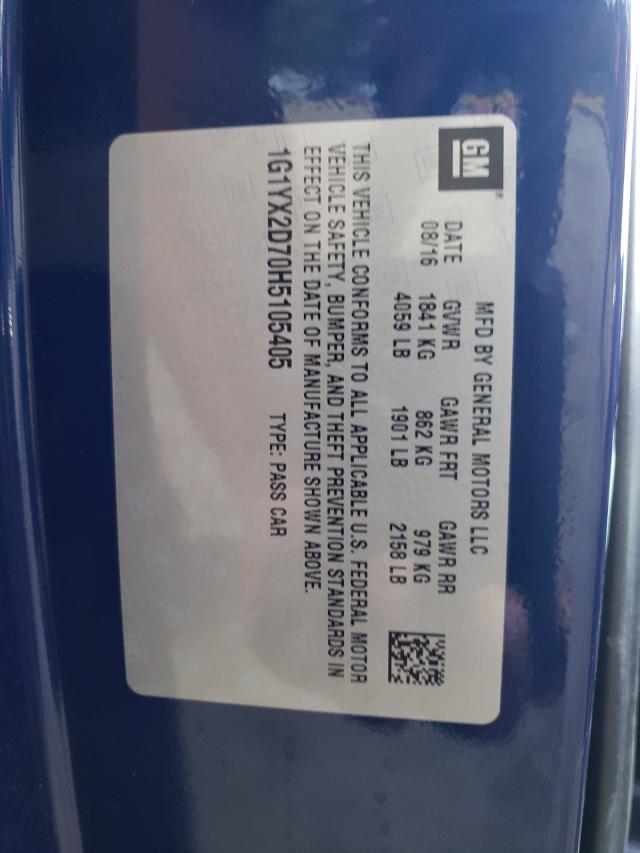 GM
MFD BY GENERAL MOTORS LLC
DATE GVWR GAWR FRT GAWR RR
08/16 1841 KG 862 KG 979 KG
4059 LB 1901 LB 2158 LB
THIS VEHICLE CONFORMS TO ALL APPLICABLE U.S. FEDERAL MOTOR
VEHICLE SAFETY, BUMPER, AND THEFT PREVENTION STANDARDS IN
EFFECT ON THE DATE OF MANUFACTURE SHOWN ABOVE.
1G1YX2D70H5105405 TYPE: PASS CAR